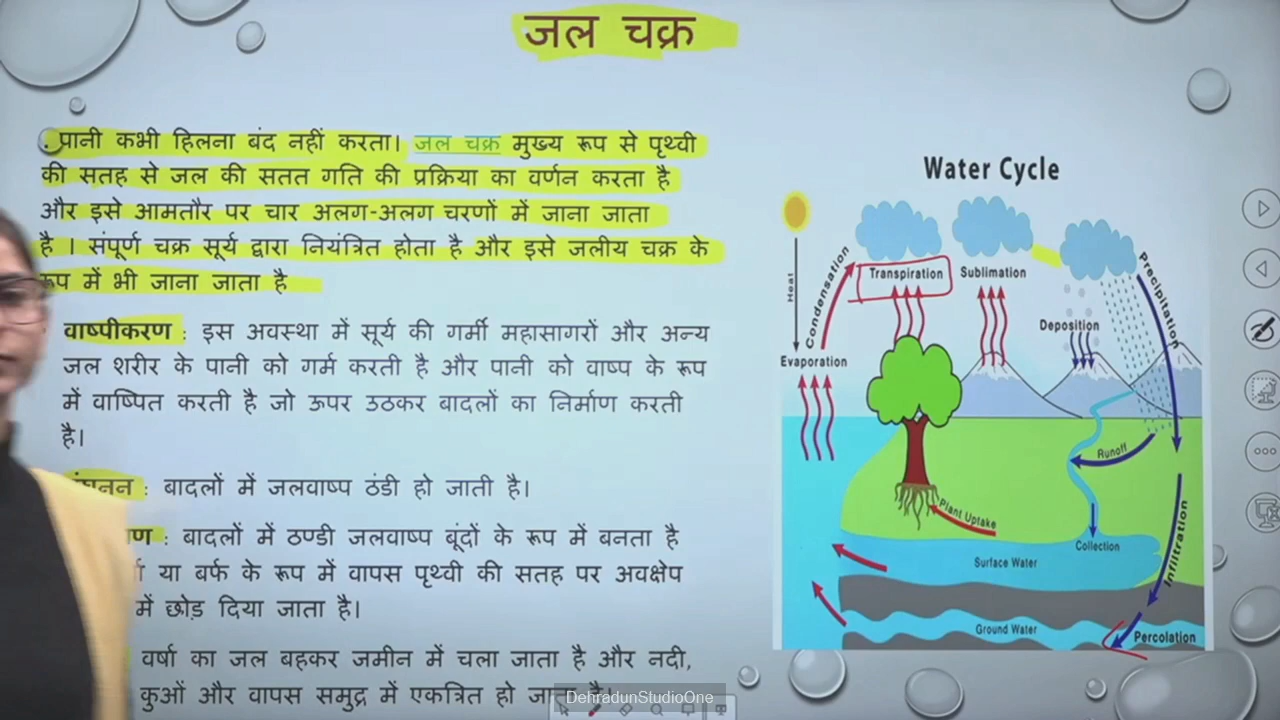 जल चक्र
. पानी कभी हिलना बंद नहीं करता। जल चक्र मुख्य रूप से पृथ्वी
की सतह से जल की सतत गति की प्रक्रिया का वर्णन करता है
और इसे आमतौर पर चार अलग-अलग चरणों में जाना जाता
है । संपूर्ण चक्र सूर्य द्वारा नियंत्रित होता है और इसे जलीय चक्र के
रूप में भी जाना जाता है
वाष्पीकरण : इस अवस्था में सूर्य की गर्मी महासागरों और अन्य
जल शरीर के पानी को गर्म करती है और पानी को वाष्प के रूप
में वाष्पित करती है जो ऊपर उठकर बादलों का निर्माण करती
है।
: बादलों में जलवाष्प ठंडी हो जाती है।
: बादलों में ठण्डी जलवाष्प बूंदों के रूप में बनता है
या बर्फ के रूप में वापस पृथ्वी की सतह पर अवक्षेप
में छोड़ दिया जाता है।
वर्षा का जल बहकर जमीन में चला जाता है और नदी,
कुओं और वापस समुद्र में एकत्रित हो जाता है।
Water Cycle
Heat
Condensation
Transpiration
Sublimation
Precipitation
Deposition
Evaporation
Runoff
Plant Uptake
Collection
Surface Water
Infiltration
Ground Water
Percolation
DehradunStudioOne